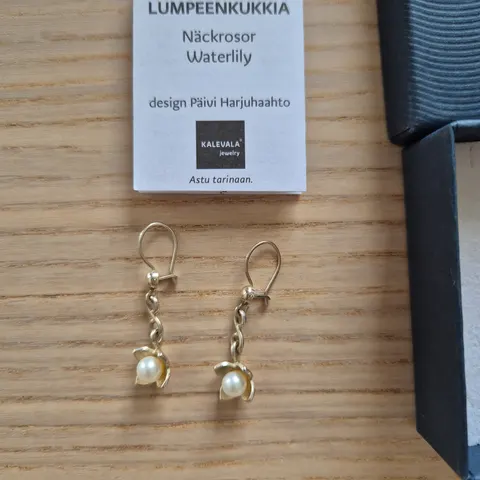 LUMPEENKUKKIA
Näckrosor
Waterlily
design Päivi Harjuhaahto
KALEVALA®
jewelry
Astu tarinaan.